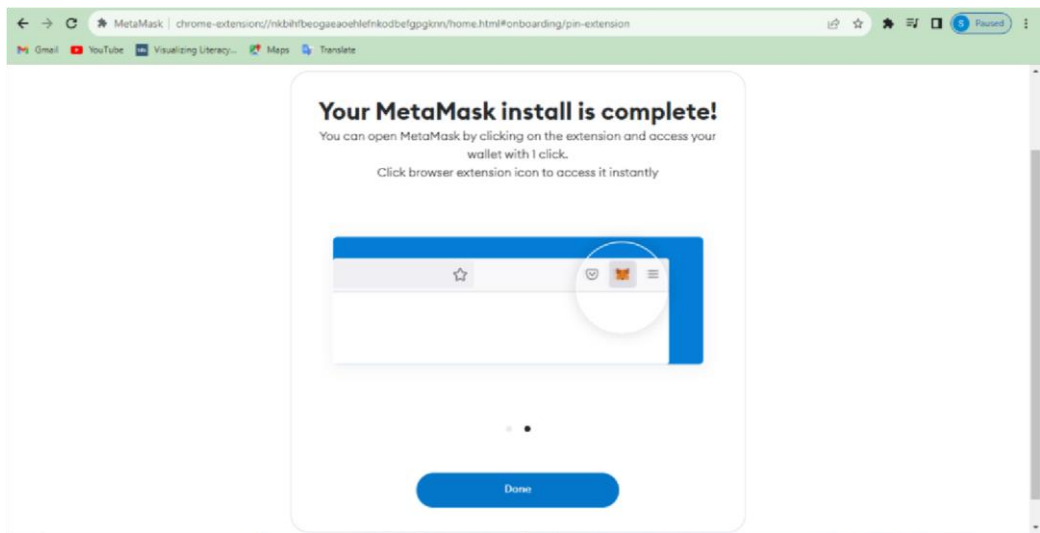 MetaMask | chrome-extension://nkbihfbeogaeaoehlefnkodbefgpgknn/home.html#onboarding/pin-extension
S Paused
Gmail YouTube Visualizing Literacy... Maps Translate
Your MetaMask install is complete!
You can open MetaMask by clicking on the extension and access your
wallet with 1 click.
Click browser extension icon to access it instantly
Done